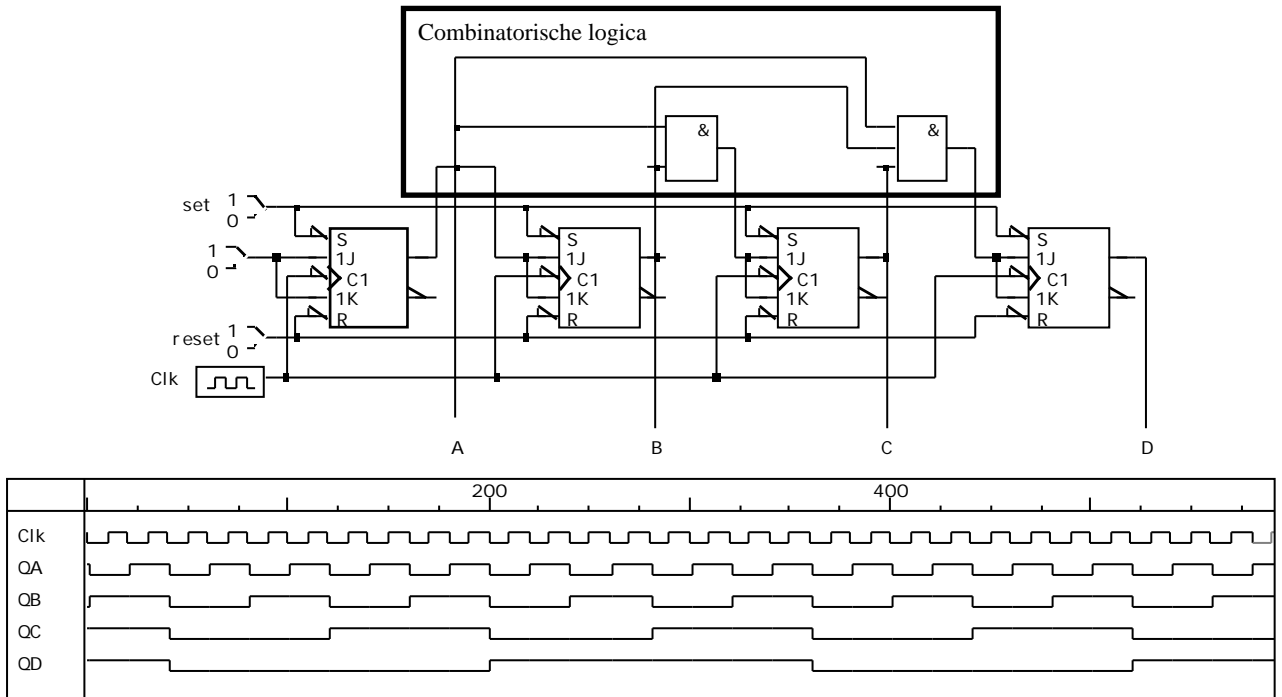 Combinatorische logica
& &
set 1
0
S S S S
1 1J 1J 1J 1J
0 C1 C1 C1 C1
1K 1K 1K 1K
reset 1 R R R R
0
Clk
A B C D
200 400
Clk
QA
QB
QC
QD